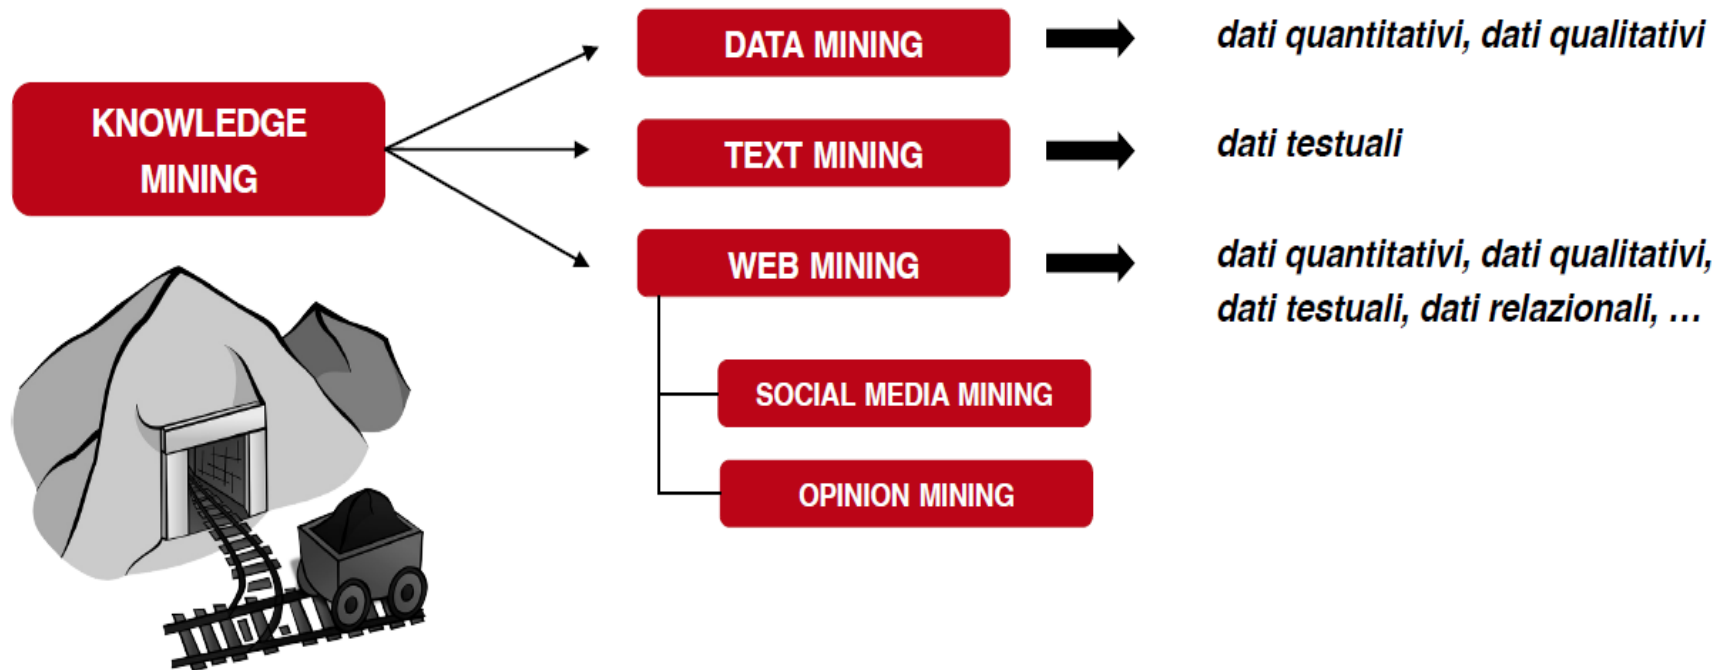 KNOWLEDGE
MINING
DATA MINING
dati quantitativi, dati qualitativi
TEXT MINING
dati testuali
WEB MINING
dati quantitativi, dati qualitativi,
dati testuali, dati relazionali, …
SOCIAL MEDIA MINING
OPINION MINING